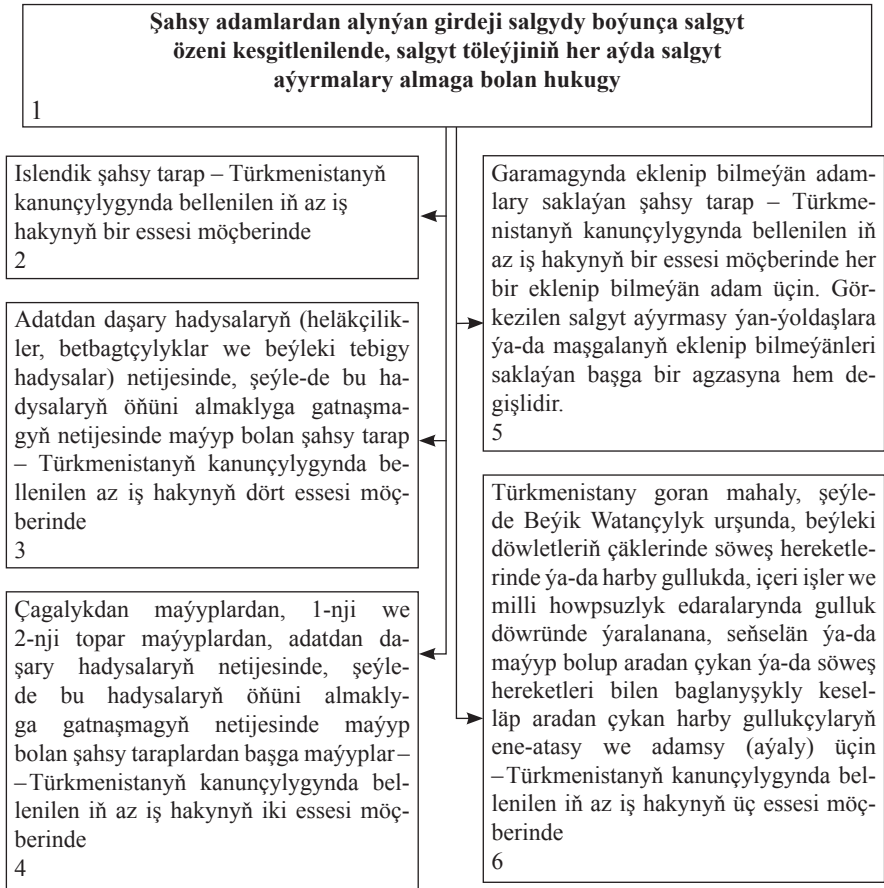 Şahsy adamlardan alynýan girdeji salgydy boýunça salgyt
özeni kesgitlenilende, salgyt töleýjiniň her aýda salgyt
aýyrmalary almaga bolan hukugy
1
Islendik şahsy tarap – Türkmenistanyň
kanunçylygynda bellenilen iň az iş
hakynyň bir essesi möçberinde
2
Adatdan daşary hadysalaryň (heläkçilik-
ler, betbagtçylyklar we beýleki tebigy
hadysalar) netijesinde, şeýle-de bu ha-
dysalaryň öňüni almaklyga gatnaşma-
gyň netijesinde maýyp bolan şahsy tarap
– Türkmenistanyň kanunçylygynda be-
llenilen az iş hakynyň dört essesi möç-
berinde
3
Çagalykdan maýyplardan, 1-nji we
2-nji topar maýyplardan, adatdan da-
şary hadysalaryň netijesinde, şeýle-
de bu hadysalaryň öňüni almakly-
ga gatnaşmagyň netijesinde maýyp
bolan şahsy taraplardan başga maýyplar –
– Türkmenistanyň kanunçylygynda bel-
lenilen iň az iş hakynyň iki essesi möç-
berinde
4
Garamagynda eklenip bilmeýän adam-
lary saklaýan şahsy tarap – Türkme-
nistanyň kanunçylygynda bellenilen iň
az iş hakynyň bir essesi möçberinde her
bir eklenip bilmeýän adam üçin. Gör-
kezilen salgyt aýyrmasy ýan-ýoldaşlara
ýa-da maşgalanyň eklenip bilmeýänleri
saklaýan başga bir agzasyna hem de-
gişlidir.
5
Türkmenistany goran mahaly, şeýle-
de Beýik Watançylyk urşunda, beýleki
döwletleriň çäklerinde söweş hereketle-
rinde ýa-da harby gullukda, içeri işler we
milli howpsuzlyk edaralarynda gulluk
döwründe ýaralanana, seňselän ýa-da
maýyp bolup aradan çykan ýa-da söweş
hereketleri bilen baglanyşykly kesel-
läp aradan çykan harby gullukçylaryň
ene-atasy we adamsy (aýaly) üçin
– Türkmenistanyň kanunçylygynda bel-
lenilen iň az iş hakynyň üç essesi möç-
berinde
6